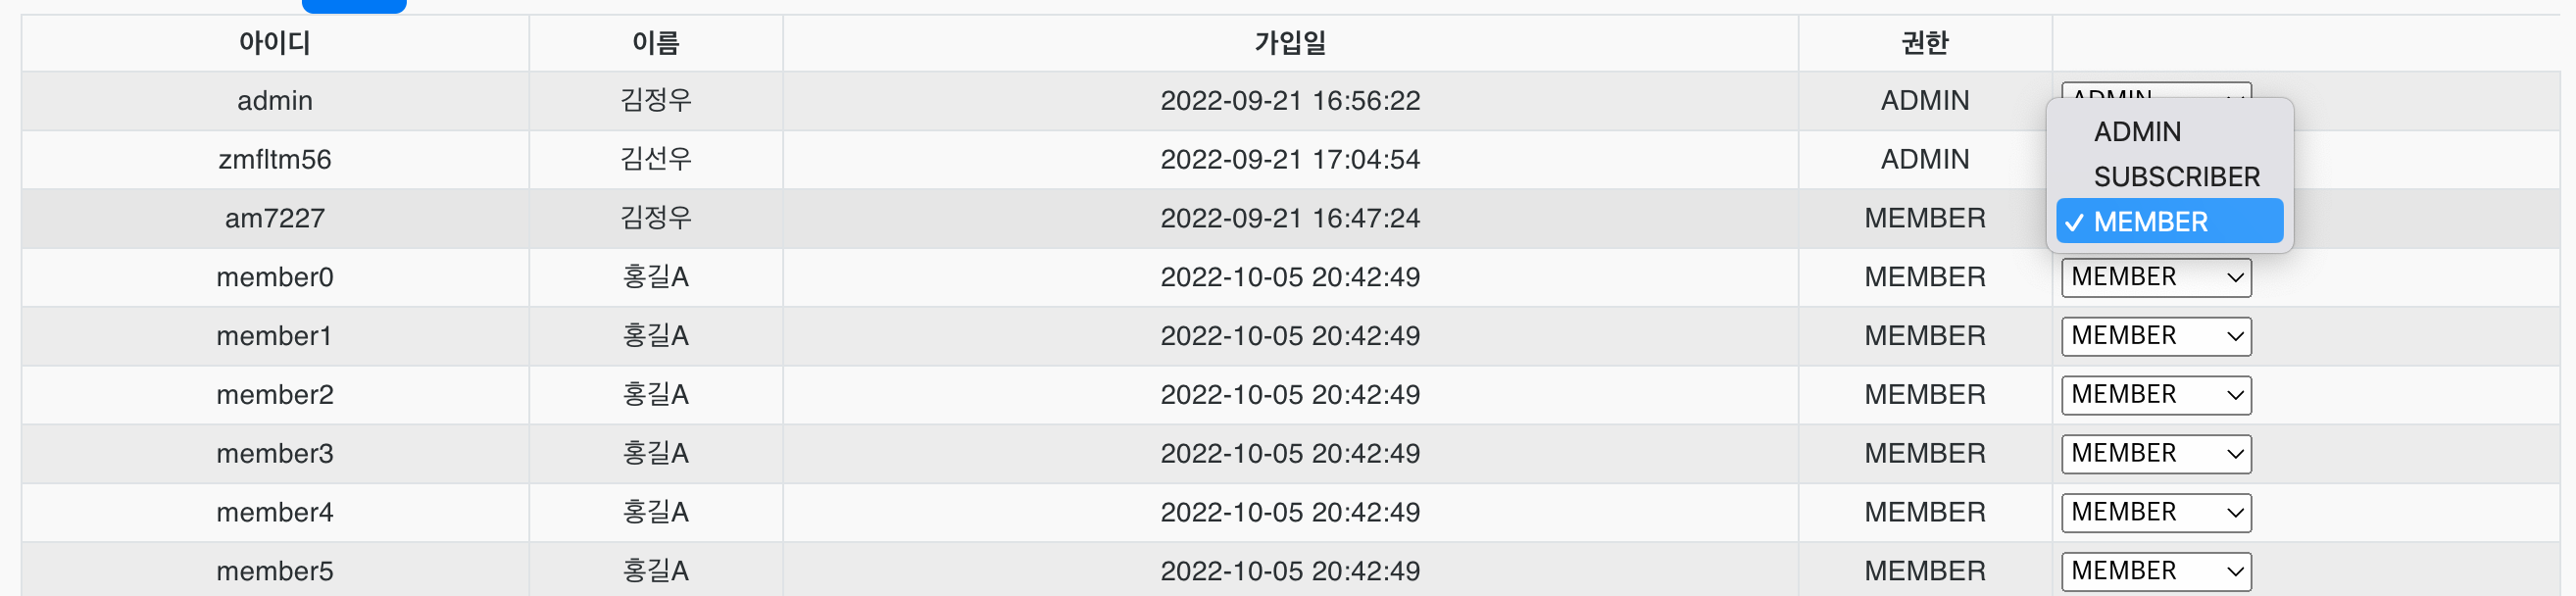 아이디 이름 가입일 권한
admin 김정우 2022-09-21 16:56:22 ADMIN ADMIN
zmfltm56 김선우 2022-09-21 17:04:54 ADMIN
am7227 김정우 2022-09-21 16:47:24 MEMBER
ADMIN
SUBSCRIBER
✓ MEMBER
member0 홍길A 2022-10-05 20:42:49 MEMBER MEMBER
member1 홍길A 2022-10-05 20:42:49 MEMBER MEMBER
member2 홍길A 2022-10-05 20:42:49 MEMBER MEMBER
member3 홍길A 2022-10-05 20:42:49 MEMBER MEMBER
member4 홍길A 2022-10-05 20:42:49 MEMBER MEMBER
member5 홍길A 2022-10-05 20:42:49 MEMBER MEMBER